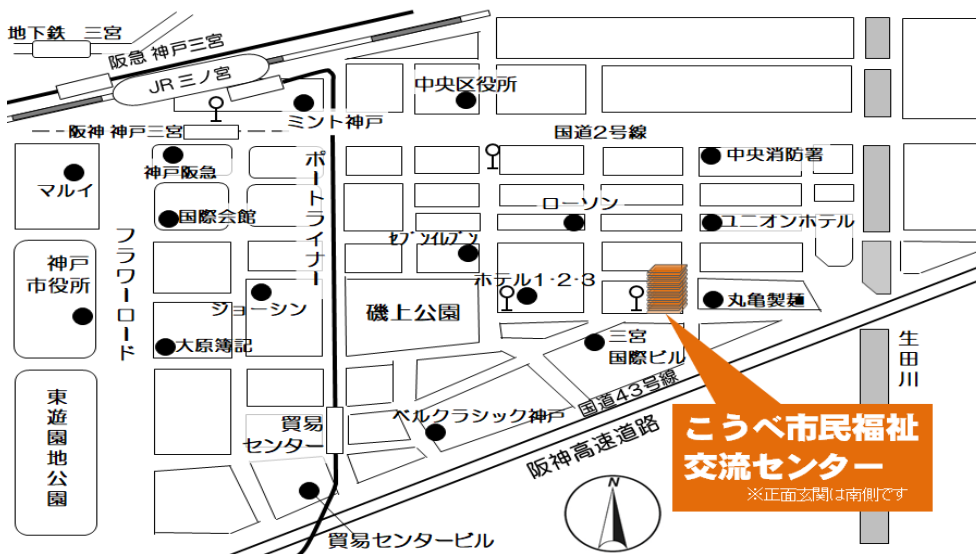 地下鉄 三宮
阪急 神戸三宮
JR 三ノ宮
中央区役所
ミント神戸
阪神 神戸三宮
国道2号線
神戸阪急
マルイ
ポートライナー
中央消防署
国際会館
ローソン
ユニオンホテル
フラワーロード
セブンイレブン
神戸
市役所
ホテル1・2・3
ジョーシン
磯上公園
丸亀製麺
大原簿記
三宮
国際ビル
生田川
国道43号線
東遊園地公園
貿易
センター
ベルクラシック神戸
阪神高速道路
こうべ市民福祉
交流センター
※正面玄関は南側です
N
貿易センタービル